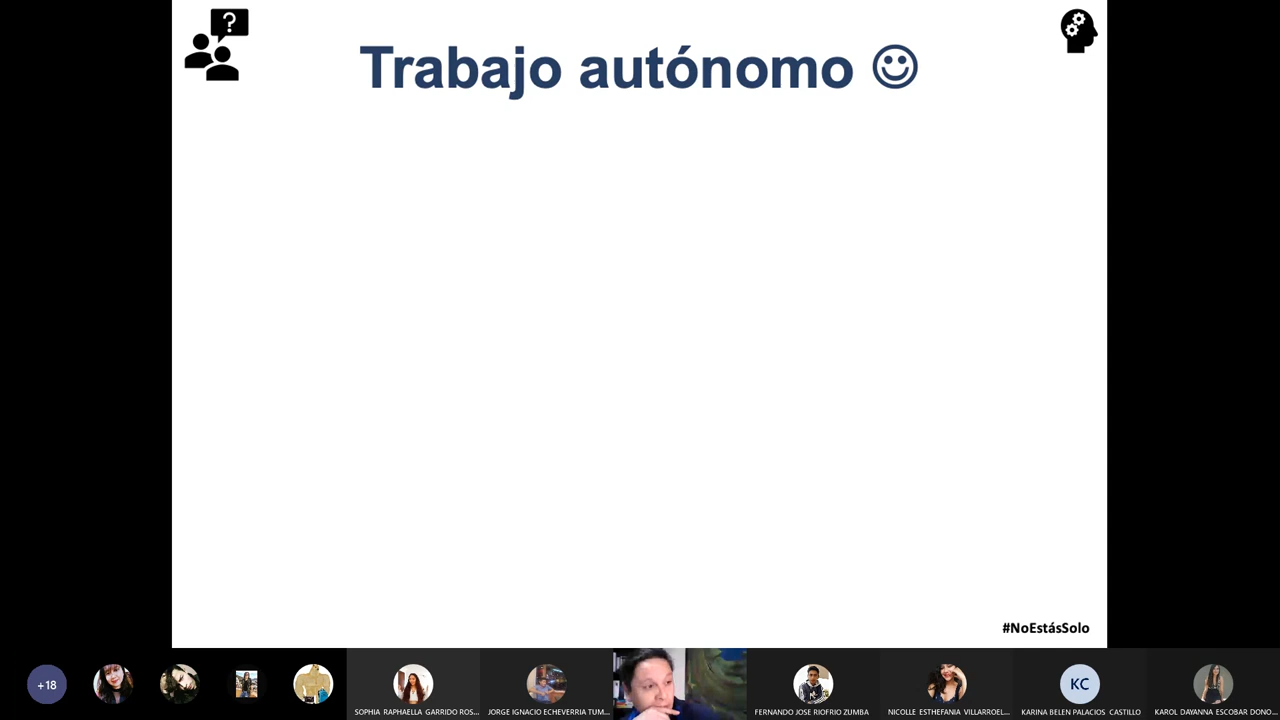 ?
Trabajo autónomo ☺
#NoEstásSolo
+18
SOPHIA RAPHAELLA GARRIDO ROS...
JORGE IGNACIO ECHEVERRIA TUM...
FERNANDO JOSE RIOFRIO ZUMBA
NICOLLE ESTHEFANIA VILLARROEL...
KC
KARINA BELEN PALACIOS CASTILLO
KAROL DAYANNA ESCOBAR DONO...